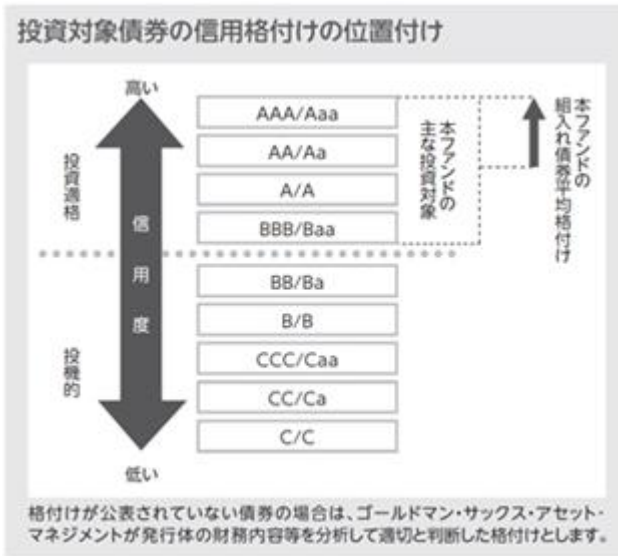 投資対象債券の信用格付けの位置付け
高い
投資適格
信用度
投機的
低い
AAA/Aaa
AA/Aa
A/A
BBB/Baa
BB/Ba
B/B
CCC/Caa
CC/Ca
C/C
本ファンドの
主な投資対象
本ファンドの
組入れ債券平均格付け
格付けが公表されていない債券の場合は、ゴールドマン・サックス・アセット・
マネジメントが発行体の財務内容等を分析して適切と判断した格付けとします。